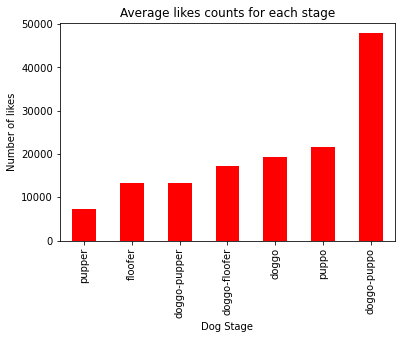 Average likes counts for each stage
Number of likes
50000
40000
30000
20000
10000
0
pupper
floofer
doggo-pupper
doggo-floofer
doggo
puppo
doggo-puppo
Dog Stage